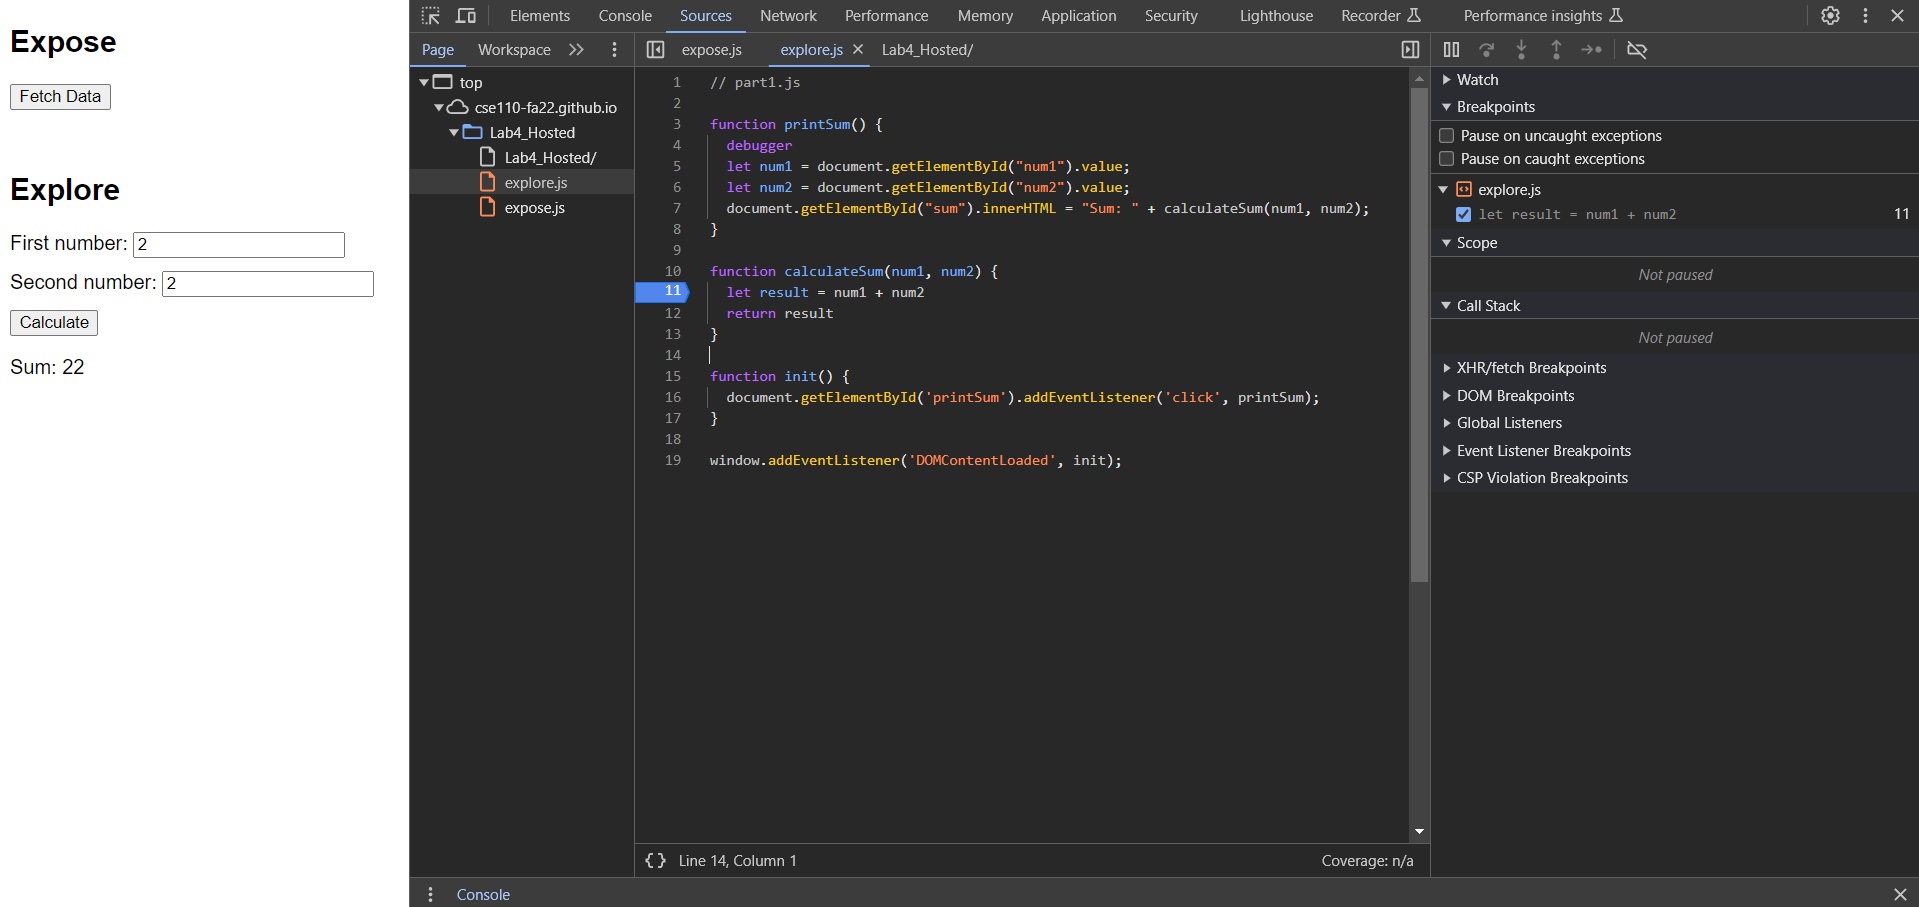 Expose
Fetch Data
Explore
First number: 2
Second number: 2
Calculate
Sum: 22
Elements Console Sources Network Performance Memory Application Security Lighthouse Recorder Performance insights
Page Workspace
top
cse110-fa22.github.io
Lab4_Hosted
Lab4_Hosted/
explore.js
expose.js
expose.js explore.js Lab4_Hosted/
1 // part1.js
2
3 function printSum() {
4 debugger
5 let num1 = document.getElementById("num1").value;
6 let num2 = document.getElementById("num2").value;
7 document.getElementById("sum").innerHTML = "Sum: " + calculateSum(num1, num2);
8 }
9
10 function calculateSum(num1, num2) {
11 let result = num1 + num2
12 return result
13 }
14
15 function init() {
16 document.getElementById('printSum').addEventListener('click', printSum);
17 }
18
19 window.addEventListener('DOMContentLoaded', init);
{} Line 14, Column 1 Coverage: n/a
Watch
Breakpoints
Pause on uncaught exceptions
Pause on caught exceptions
explore.js
let result = num1 + num2 11
Scope
Not paused
Call Stack
Not paused
XHR/fetch Breakpoints
DOM Breakpoints
Global Listeners
Event Listener Breakpoints
CSP Violation Breakpoints
Console